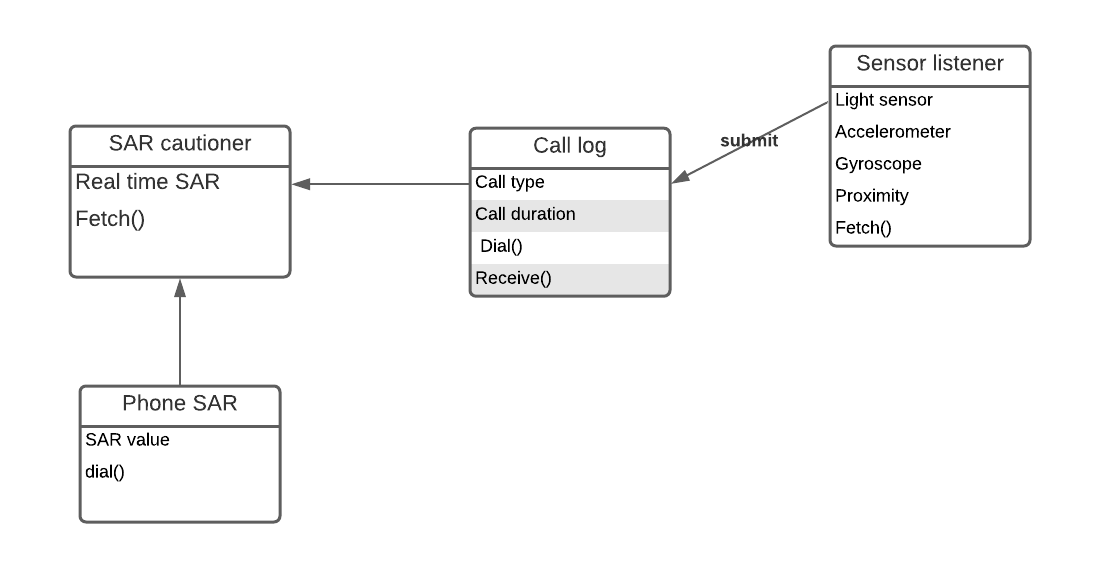 SAR cautioner
Real time SAR
Fetch()
Call log
Call type
Call duration
Dial()
Receive()
submit
Sensor listener
Light sensor
Accelerometer
Gyroscope
Proximity
Fetch()
Phone SAR
SAR value
dial()